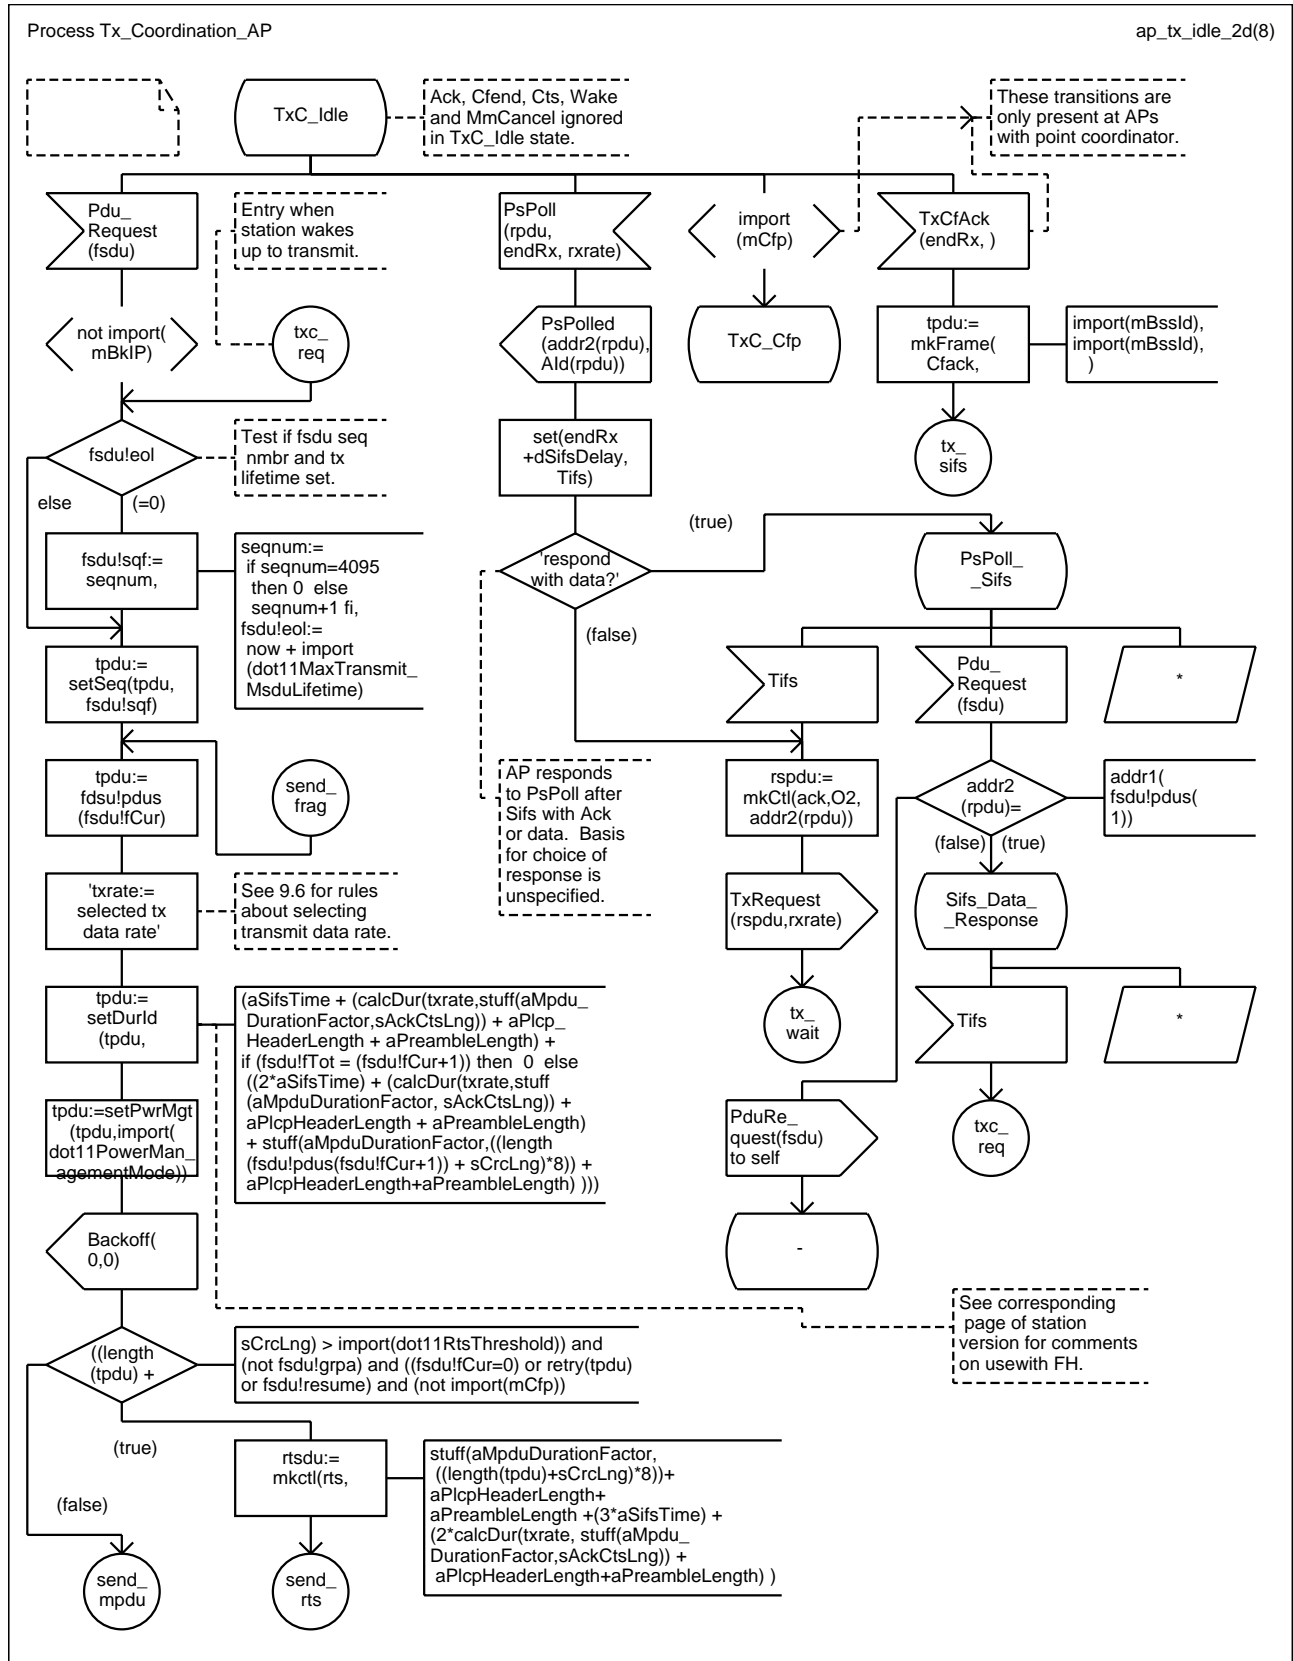 Process Tx_Coordination_AP
ap_tx_idle_2d(8)
TxC_Idle
Ack, Cfend, Cts, Wake
and MmCancel ignored
in TxC_Idle state.
These transitions are
only present at APs
with point coordinator.
Pdu_
Request
(fsdu)
Entry when
station wakes
up to transmit.
PsPoll
(rpdu,
endRx, rxrate)
import
(mCfp)
TxCfAck
(endRx, )
not import(
mBkIP)
txc_
req
PsPolled
(addr2(rpdu),
AId(rpdu))
TxC_Cfp
tpdu:=
mkFrame(
Cfack,
import(mBssId),
import(mBssId),
)
fsdu!eol
Test if fsdu seq
nmbr and tx
lifetime set.
set(endRx
+dSifsDelay,
Tifs)
tx_
sifs
else
(=0)
(true)
fsdu!sqf:=
seqnum,
seqnum:=
if seqnum=4095
then 0 else
seqnum+1 fi,
fsdu!eol:=
now + import
(dot11MaxTransmit_
MsduLifetime)
'respond
with data?'
PsPoll_
_Sifs
(false)
tpdu:=
setSeq(tpdu,
fsdu!sqf)
Tifs
Pdu_
Request
(fsdu)
*
tpdu:=
fdsu!pdus
(fsdu!fCur)
send_
frag
AP responds
to PsPoll after
Sifs with Ack
or data. Basis
for choice of
response is
unspecified.
rspdu:=
mkCtl(ack,O2,
addr2(rpdu))
addr2
(rpdu)=
addr1(
fsdu!pdus(
1))
(false)
(true)
'txrate:=
selected tx
data rate'
See 9.6 for rules
about selecting
transmit data rate.
TxRequest
(rspdu,rxrate)
Sifs_Data_
_Response
tpdu:=
setDurId
(tpdu,
(aSifsTime + (calcDur(txrate,stuff(aMpdu_
DurationFactor,sAckCtsLng)) + aPlcp_
HeaderLength + aPreambleLength) +
if (fsdu!fTot = (fsdu!fCur+1)) then 0 else
((2*aSifsTime) + (calcDur(txrate,stuff
(aMpduDurationFactor, sAckCtsLng)) +
aPlcpHeaderLength + aPreambleLength)
+ stuff(aMpduDurationFactor,((length
(fsdu!pdus(fsdu!fCur+1)) + sCrcLng)*8)) +
aPlcpHeaderLength+aPreambleLength) )))
tx_
wait
Tifs
*
tpdu:=setPwrMgt
(tpdu,import(
dot11PowerMan_
agementMode))
PduRe_
quest(fsdu)
to self
txc_
req
Backoff(
0,0)
-
See corresponding
page of station
version for comments
on usewith FH.
((length
(tpdu) +
sCrcLng) > import(dot11RtsThreshold)) and
(not fsdu!grpa) and ((fsdu!fCur=0) or retry(tpdu)
or fsdu!resume) and (not import(mCfp))
(true)
(false)
rtsdu:=
mkctl(rts,
stuff(aMpduDurationFactor,
((length(tpdu)+sCrcLng)*8))+
aPlcpHeaderLength+
aPreambleLength +(3*aSifsTime) +
(2*calcDur(txrate, stuff(aMpdu_
DurationFactor,sAckCtsLng)) +
aPlcpHeaderLength+aPreambleLength) )
send_
mpdu
send_
rts